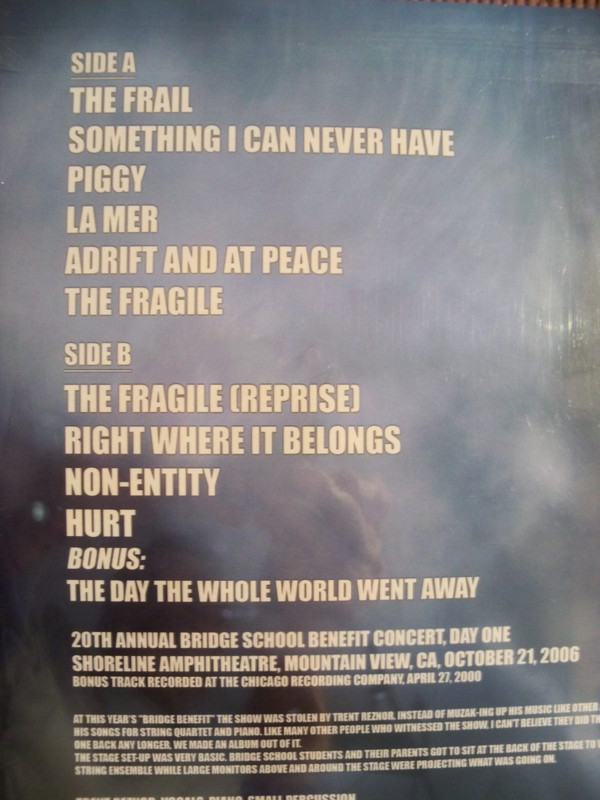 SIDE A
THE FRAIL
SOMETHING I CAN NEVER HAVE
PIGGY
LA MER
ADRIFT AND AT PEACE
THE FRAGILE
SIDE B
THE FRAGILE (REPRISE)
RIGHT WHERE IT BELONGS
NON-ENTITY
HURT
BONUS:
THE DAY THE WHOLE WORLD WENT AWAY
20TH ANNUAL BRIDGE SCHOOL BENEFIT CONCERT, DAY ONE
SHORELINE AMPHITHEATRE, MOUNTAIN VIEW, CA, OCTOBER 21, 2006
BONUS TRACK RECORDED AT THE CHICAGO RECORDING COMPANY, APRIL 27, 2000
AT THIS YEAR'S "BRIDGE BENEFIT" THE SHOW WAS STOLEN BY TRENT REZNOR. INSTEAD OF MUZAK-ING UP HIS MUSIC LIKE OTHER
HIS SONGS FOR STRING QUARTET AND PIANO. LIKE MANY OTHER PEOPLE WHO WITNESSED THE SHOW, I CAN'T BELIEVE THEY DID
ONE BACK ANY LONGER, WE MADE AN ALBUM OUT OF IT.
THE STAGE SET-UP WAS VERY BASIC. BRIDGE SCHOOL STUDENTS AND THEIR PARENTS GOT TO SIT AT THE BACK OF THE STAGE TO
STRING ENSEMBLE WHILE LARGE MONITORS ABOVE AND AROUND THE STAGE WERE PROJECTING WHAT WAS GOING ON.
TRENT REZNOR: VOCALS, PIANO, SMALL PERCUSSION